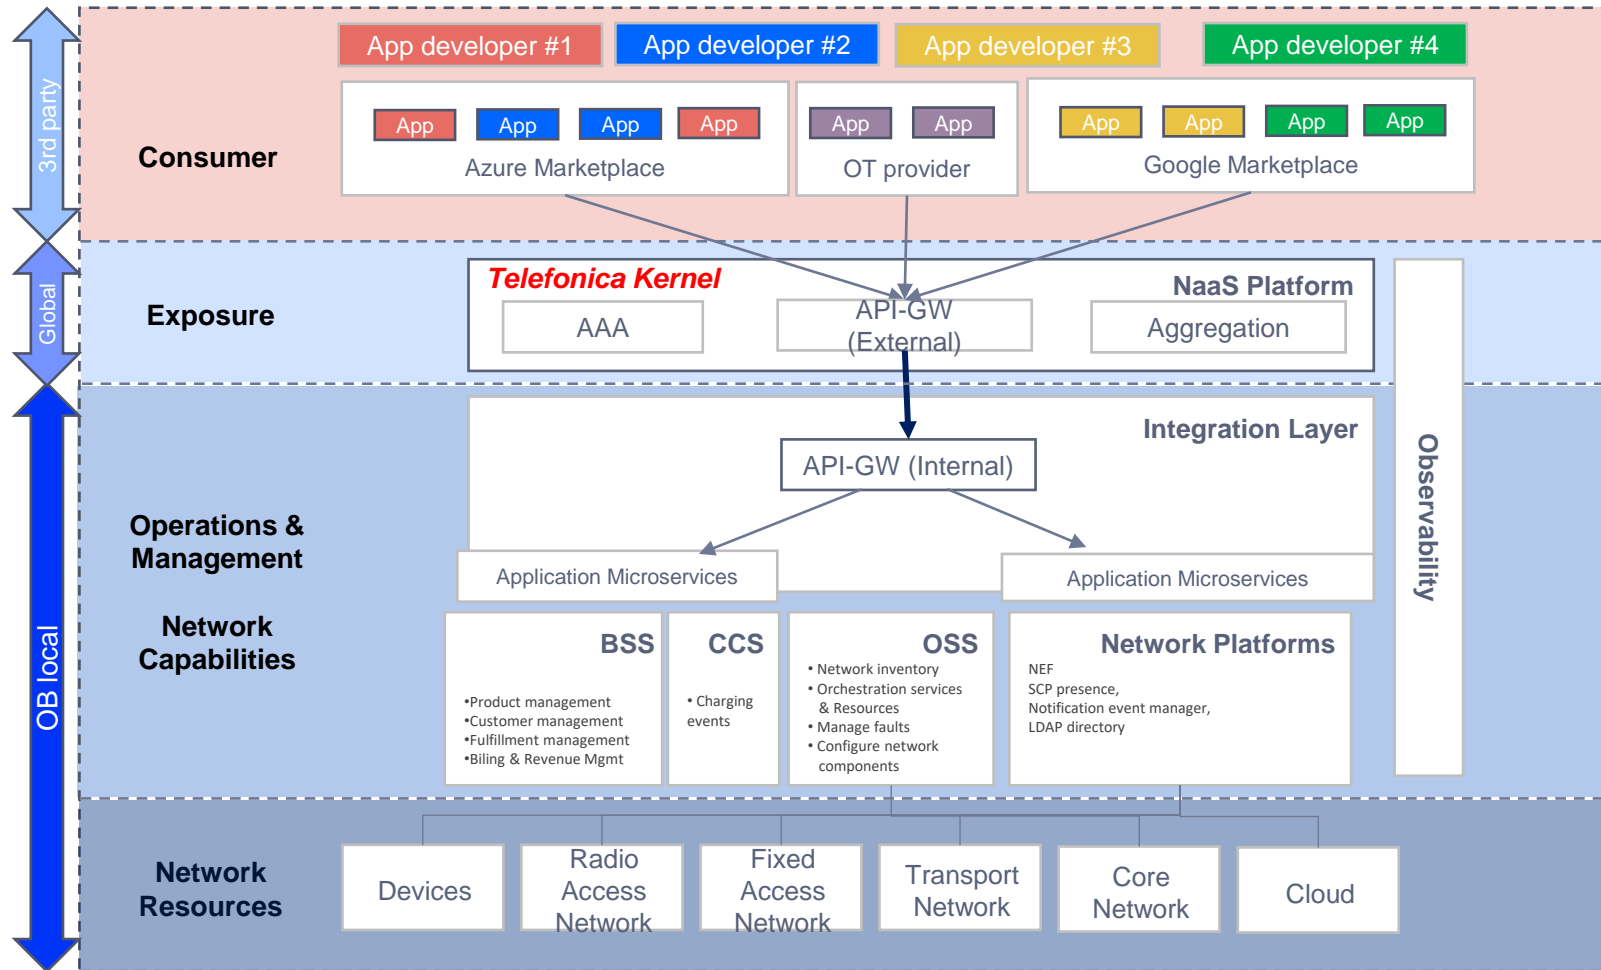 App developer #1
App developer #2
App developer #3
App developer #4
3rd party
Consumer
App
App
App
App
Azure Marketplace
App
App
OT provider
App
App
App
App
Google Marketplace
Global
Exposure
Telefonica Kernel
NaaS Platform
AAA
API-GW
(External)
Aggregation
Observability
OB local
Operations &
Management
Network
Capabilities
Integration Layer
API-GW (Internal)
Application Microservices
Application Microservices
BSS
•Product management
•Customer management
•Fulfillment management
•Biling & Revenue Mgmt
CCS
• Charging
events
OSS
• Network inventory
• Orchestration services
& Resources
• Manage faults
• Configure network
components
Network Platforms
NEF
SCP presence,
Notification event manager,
LDAP directory
Network
Resources
Devices
Radio
Access
Network
Fixed
Access
Network
Transport
Network
Core
Network
Cloud